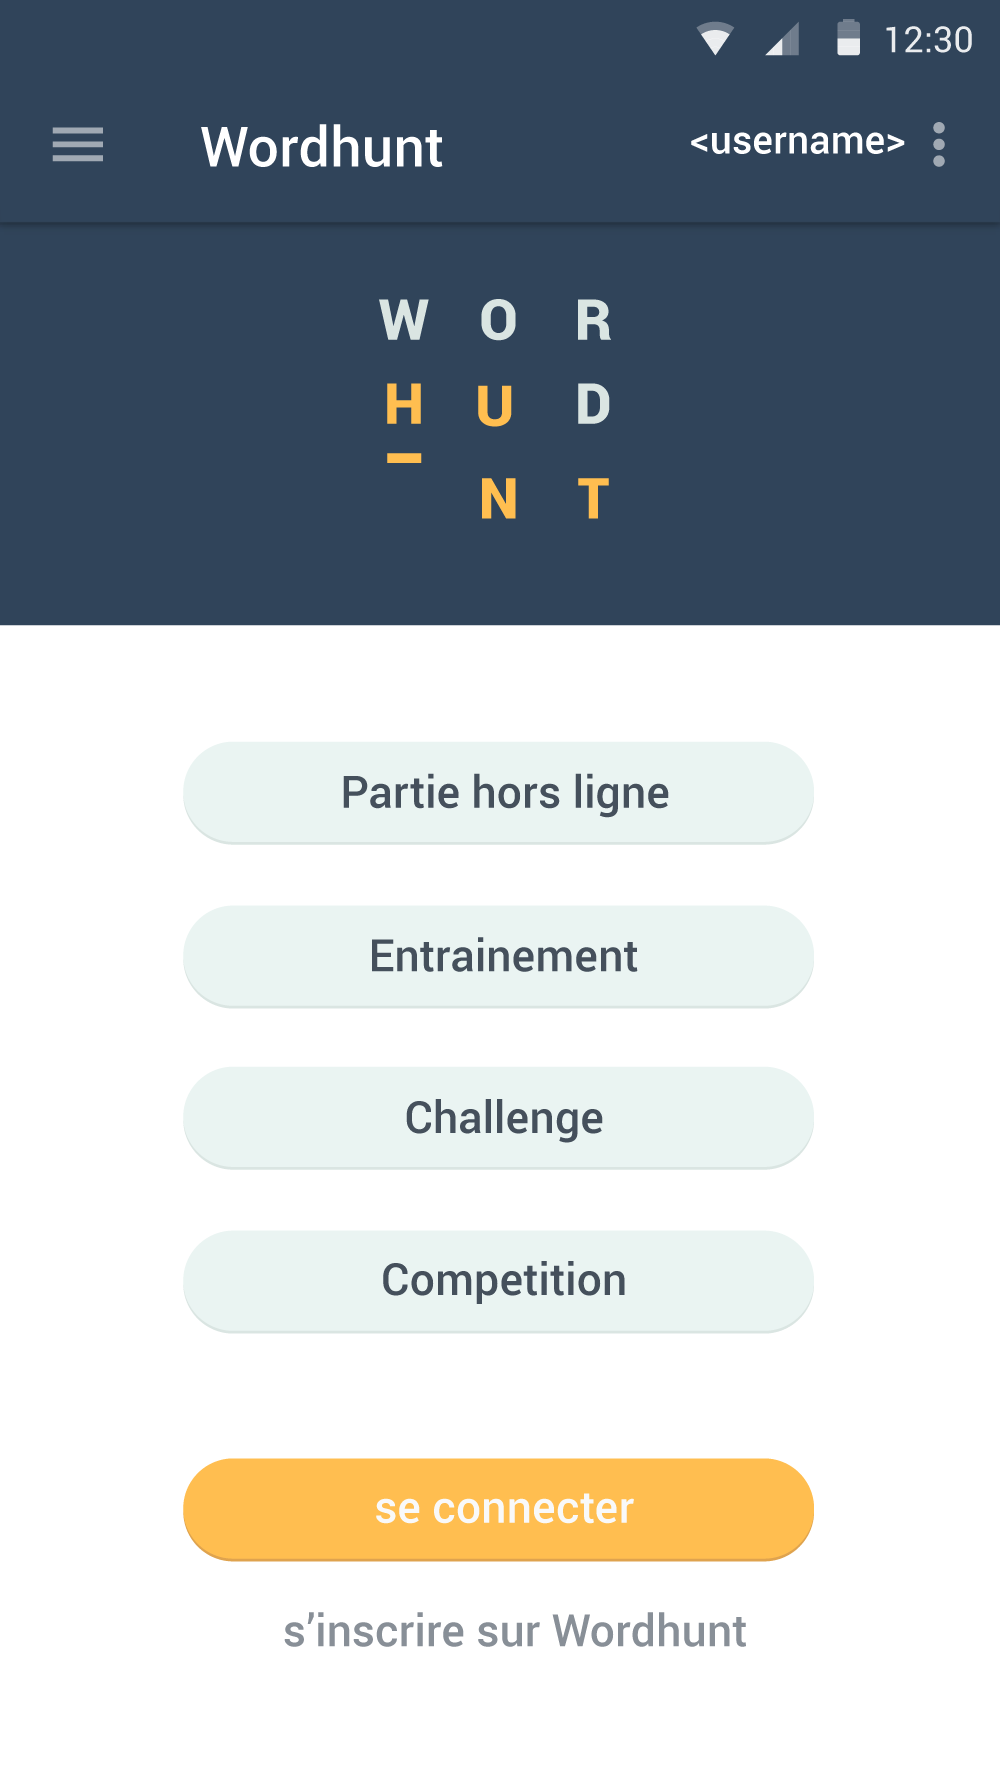 12:30
Wordhunt <username>
W O R
H U D
N T
Partie hors ligne
Entrainement
Challenge
Competition
se connecter
s'inscrire sur Wordhunt